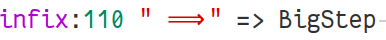 infix:110 " ⟹" => BigStep